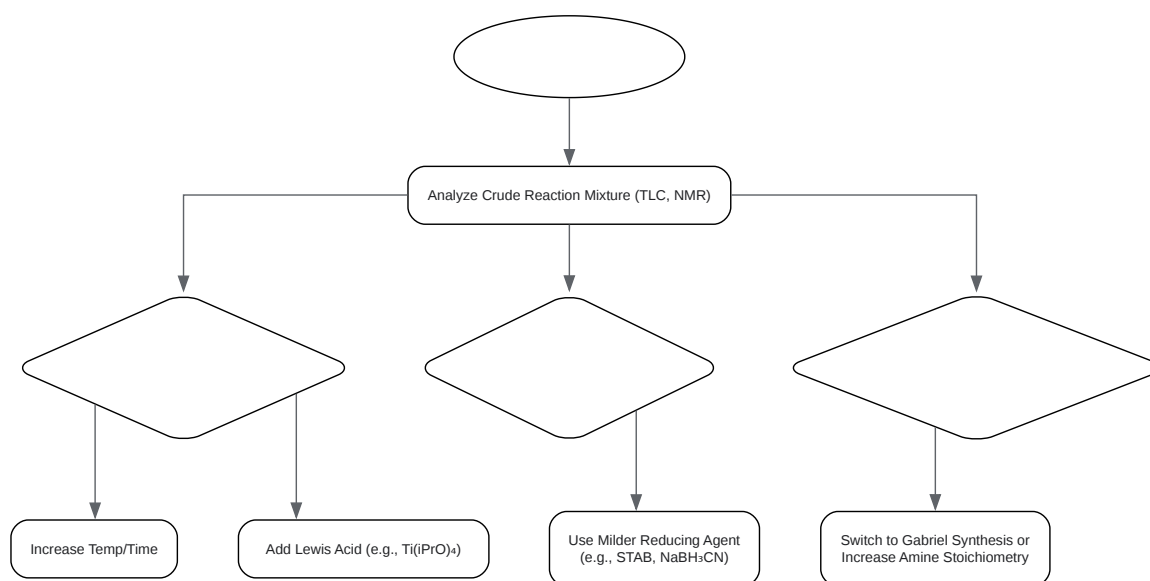 Analyze Crude Reaction Mixture (TLC, NMR)
Increase Temp/Time
Add Lewis Acid (e.g., Ti(iPrO)₄)
Use Milder Reducing Agent
(e.g., STAB, NaBH₃CN)
Switch to Gabriel Synthesis or
Increase Amine Stoichiometry